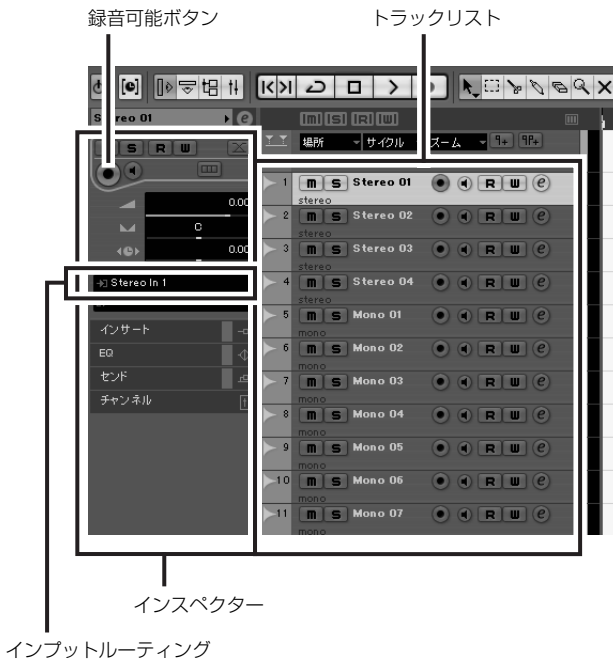 録音可能ボタン
トラックリスト
Stereo 01
m S R W
場所 サイクル ズーム
0.00
C
0.00
Stereo In 1
インサート
EQ
センド
チャンネル
1 m S Stereo 01 R W e
stereo
2 m S Stereo 02 R W e
stereo
3 m S Stereo 03 R W e
stereo
4 m S Stereo 04 R W e
stereo
5 m S Mono 01 R W e
mono
6 m S Mono 02 R W e
mono
7 m S Mono 03 R W e
mono
8 m S Mono 04 R W e
mono
9 m S Mono 05 R W e
mono
10 m S Mono 06 R W e
mono
11 m S Mono 07 R W e
mono
インスペクター
インプットルーティング